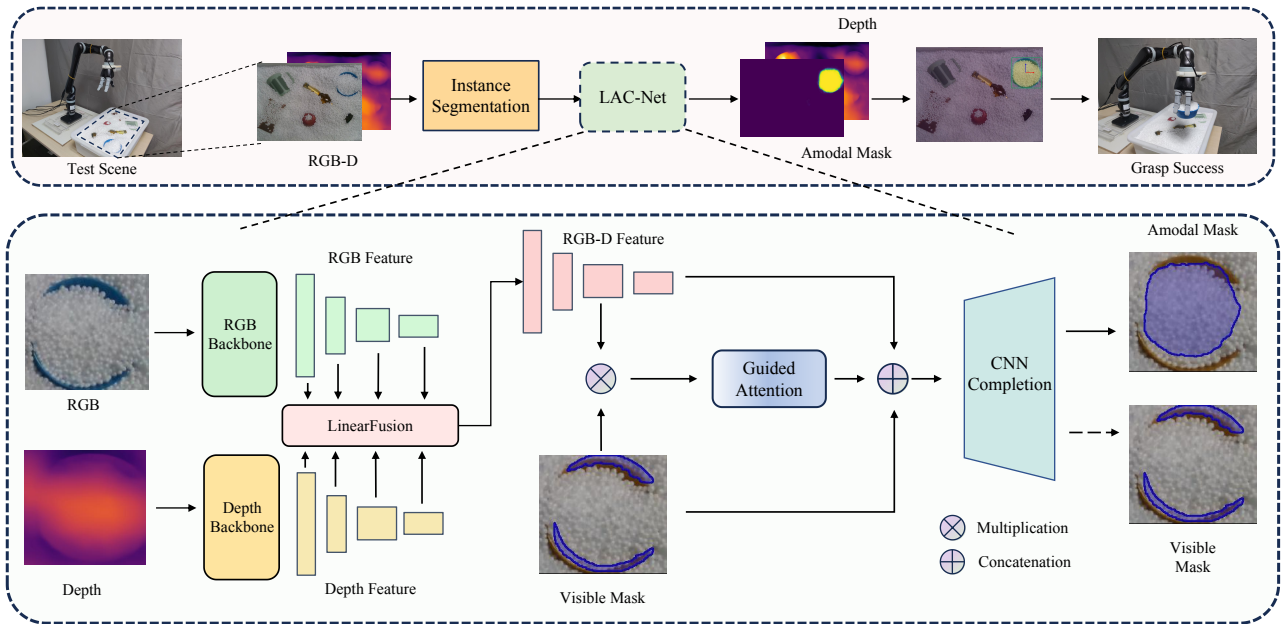 Depth
Instance
Segmentation
LAC-Net
Test Scene
RGB-D
Amodal Mask
Grasp Success
RGB-D Feature
Amodal Mask
RGB Feature
RGB
Backbone
Guided
Attention
CNN
Completion
RGB
LinearFusion
Depth
Backbone
Multiplication
Concatenation
Visible
Mask
Depth
Depth Feature
Visible Mask